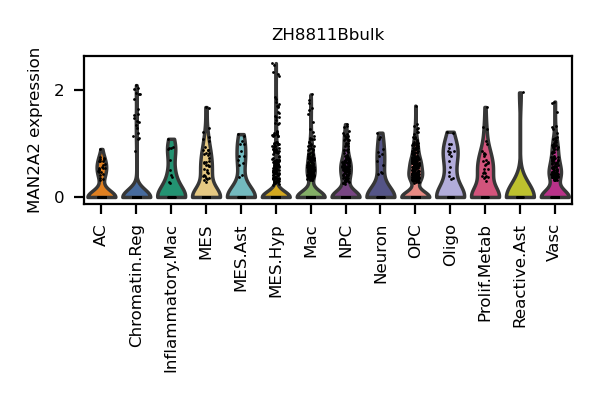 ZH8811Bbulk
MAN2A2 expression
2
0
AC
Chromatin.Reg
Inflammatory.Mac
MES
MES.Ast
MES.Hyp
Mac
NPC
Neuron
OPC
Oligo
Prolif.Metab
Reactive.Ast
Vasc